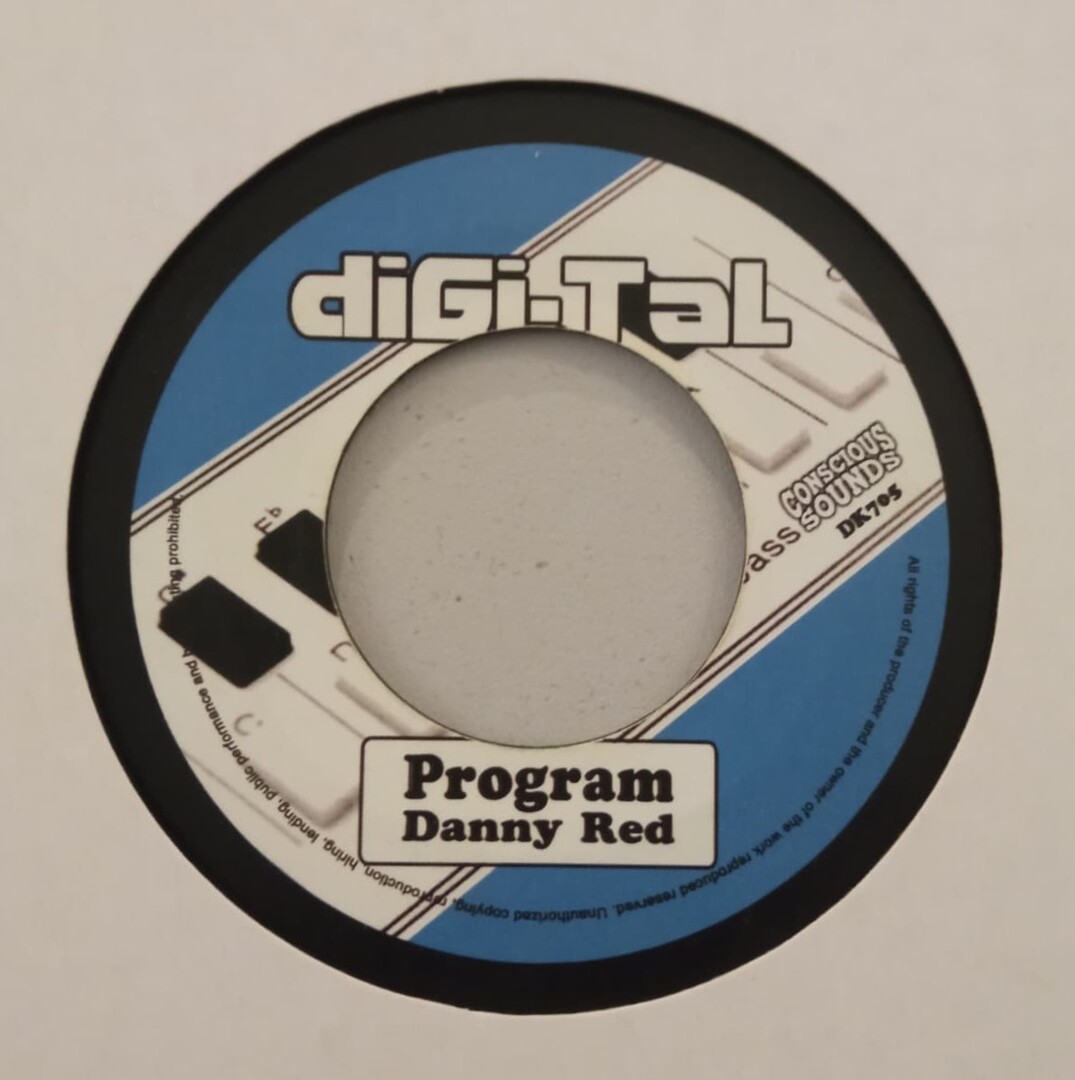 diGi-TaL
CONSCIOUS
SOUNDS
DK705
Eb
C
Program
Danny Red
All rights of the producer and the owner of the work reproduced reserved. Unauthorized copying, reproduction, hiring, lending, public performance and
prohibited.